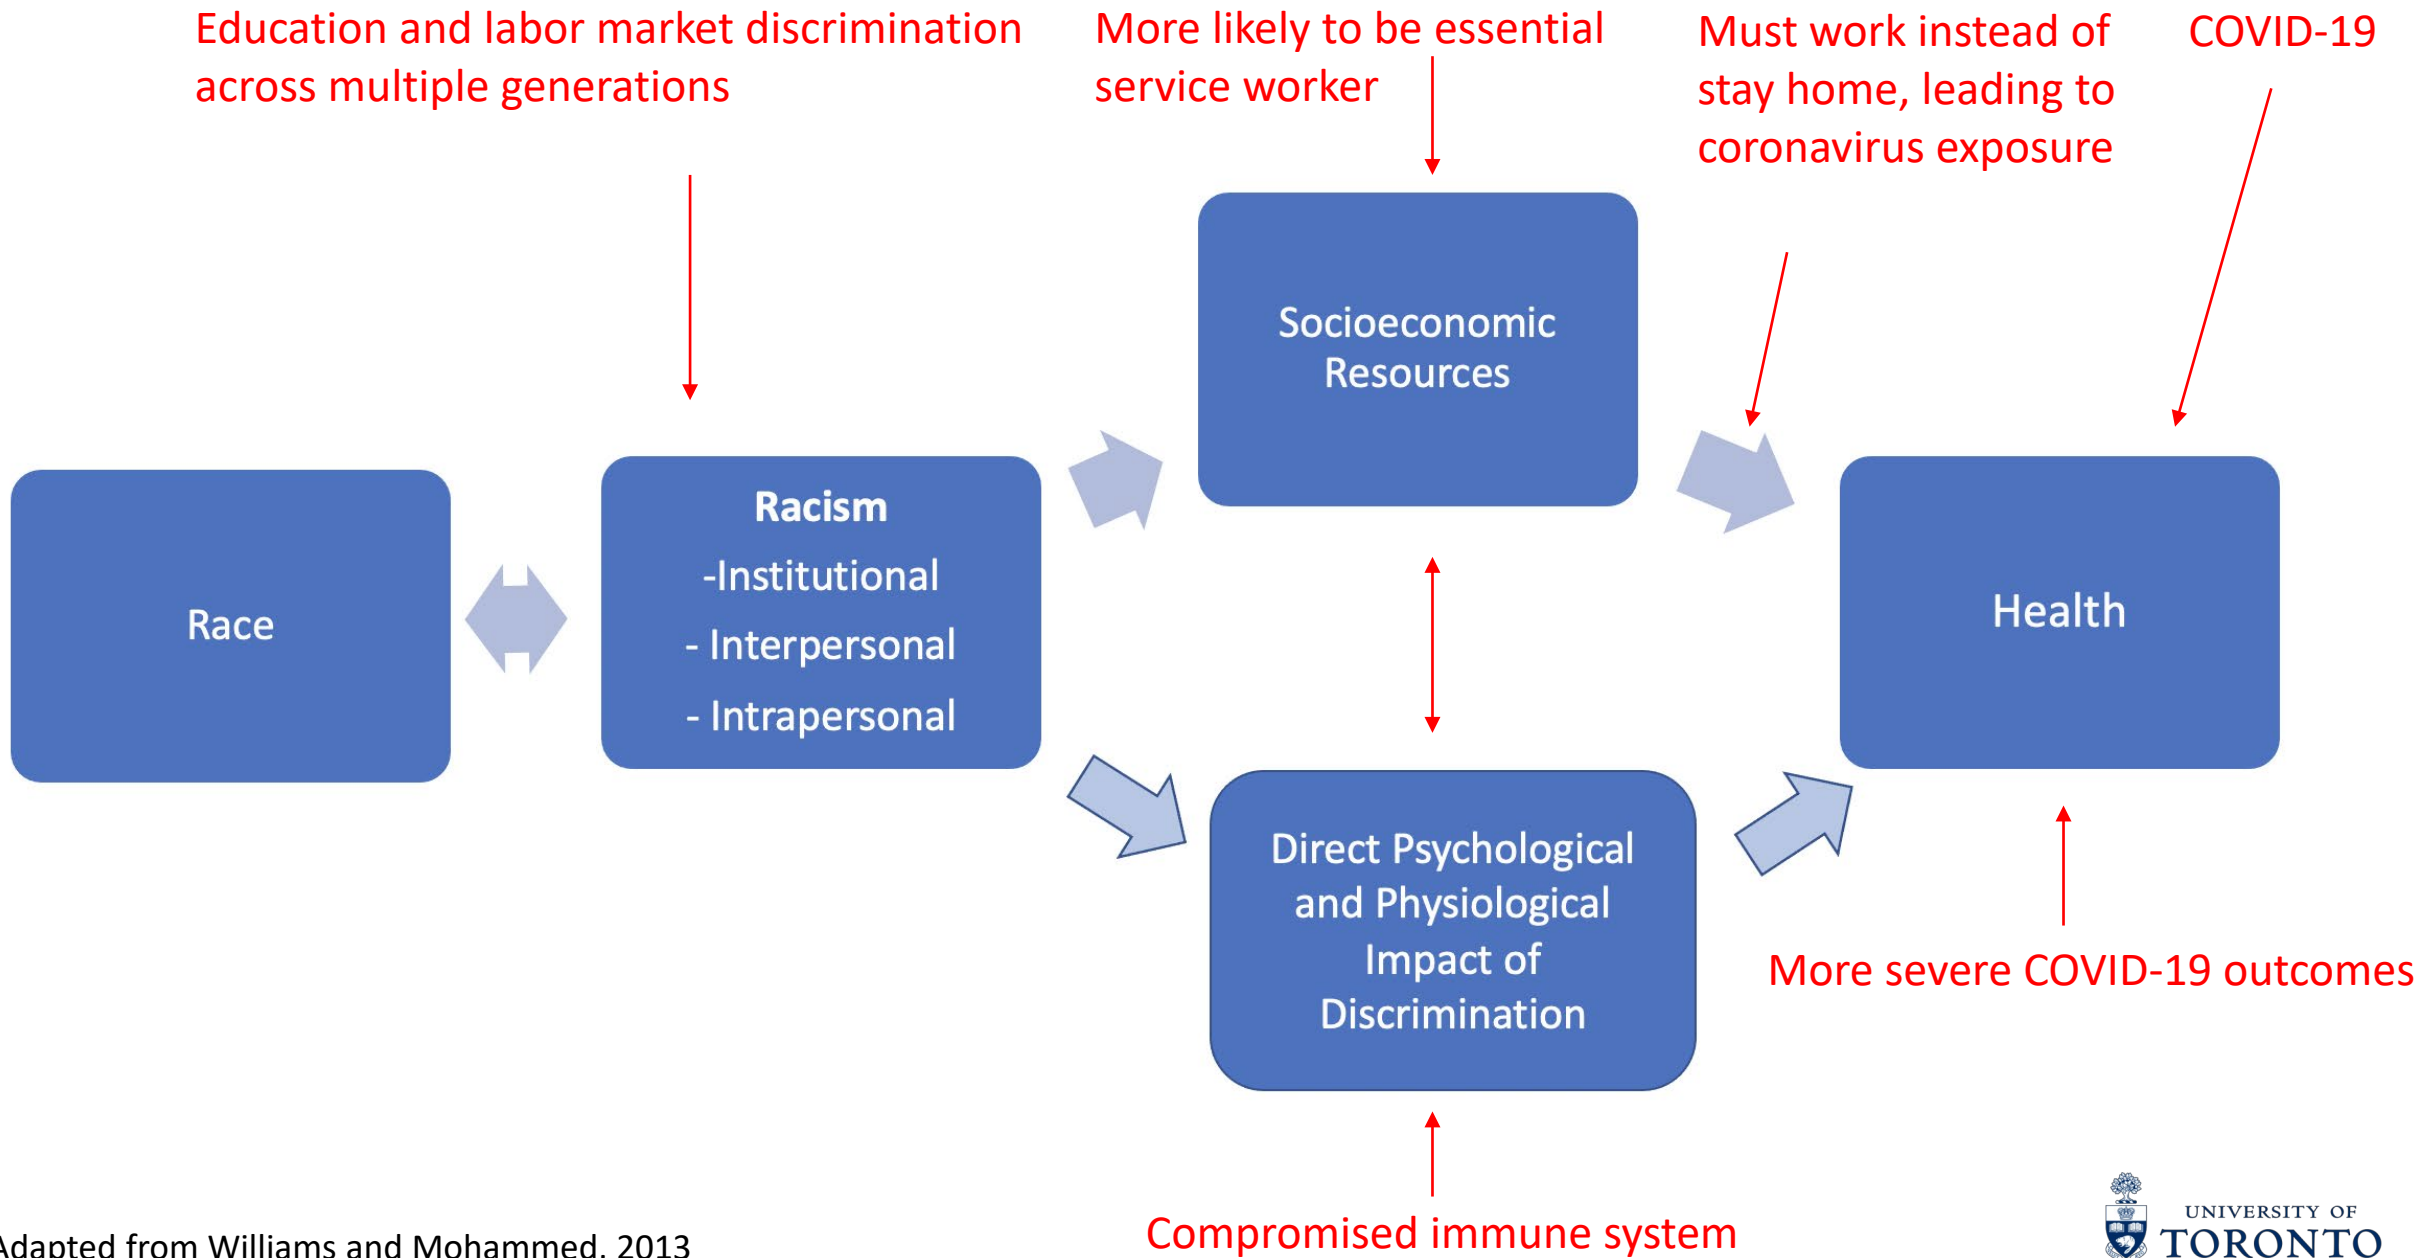 Education and labor market discrimination
across multiple generations
More likely to be essential
service worker
Must work instead of
stay home, leading to
coronavirus exposure
COVID-19
Race
Racism
-Institutional
- Interpersonal
- Intrapersonal
Socioeconomic
Resources
Direct Psychological
and Physiological
Impact of
Discrimination
Health
More severe COVID-19 outcomes
Compromised immune system
Adapted from Williams and Mohammed, 2013
UNIVERSITY OF
TORONTO